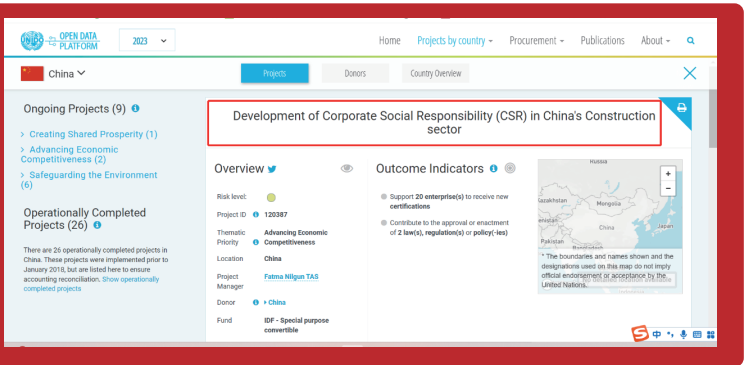 UNIDO OPEN DATA
PLATFORM
2023
Home Projects by country Procurement Publications About
China
Projects Donors Country Overview
Ongoing Projects (9)
> Creating Shared Prosperity (1)
> Advancing Economic
Competitiveness (2)
> Safeguarding the Environment
(6)
Operationally Completed
Projects (26)
There are 26 operationally completed projects in
China. These projects were implemented prior to
January 2018, but are listed here to ensure
accounting reconciliation. Show operationally
completed projects
Development of Corporate Social Responsibility (CSR) in China's Construction
sector
Overview
Risk level:
Project ID 120387
Thematic Advancing Economic
Priority Competitiveness
Location China
Project Fatma Nilgun TAS
Manager
Donor China
Fund IDF - Special purpose
convertible
Outcome Indicators
Support 20 enterprise(s) to receive new
certifications
Contribute to the approval or enactment
of 2 law(s), regulation(s) or policy(-ies)
Russia
+
−
Mongolia
China
Japan
Pakistan
Bangladesh
* The boundaries and names shown and the
designations used on this map do not imply
official endorsement or acceptance by the
United Nations.
No detailed location available
S 中